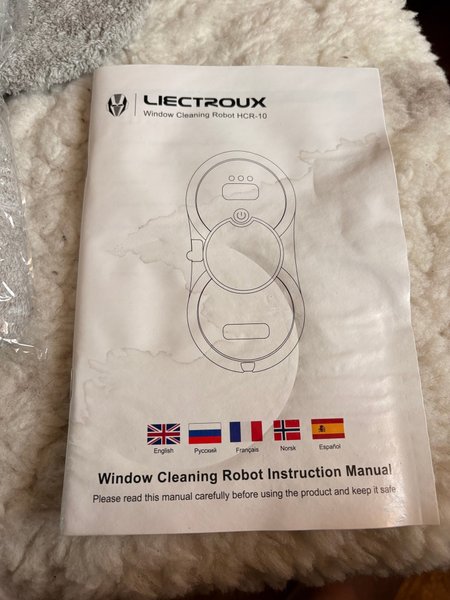 LIECTROUX
Window Cleaning Robot HCR-10
English Русский Français Norsk Español
Window Cleaning Robot Instruction Manual
Please read this manual carefully before using the product and keep it safe